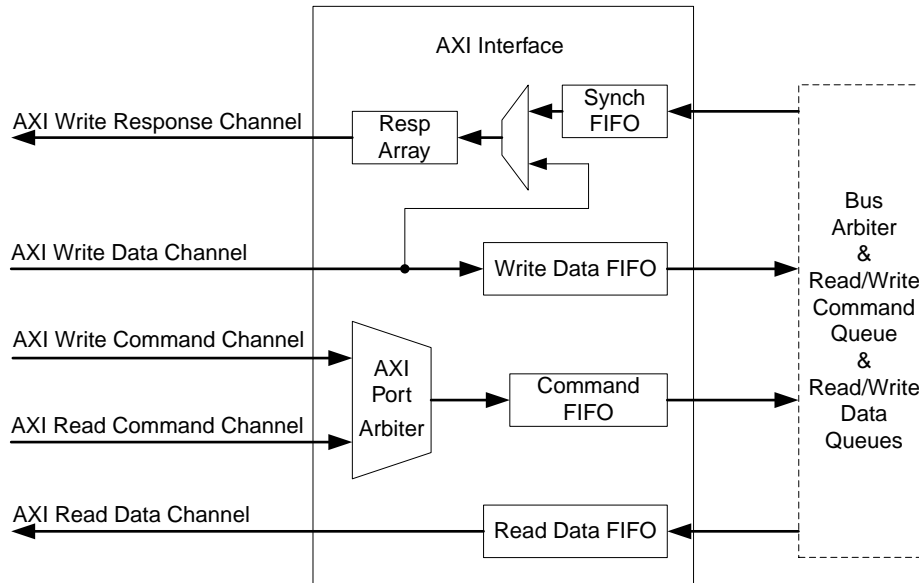 AXI Interface
AXI Write Response Channel
Resp
Array
Synch
FIFO
AXI Write Data Channel
Write Data FIFO
AXI Write Command Channel
AXI Read Command Channel
AXI
Port
Arbiter
Command
FIFO
AXI Read Data Channel
Read Data FIFO
Bus
Arbiter
&
Read/Write
Command
Queue
&
Read/Write
Data
Queues